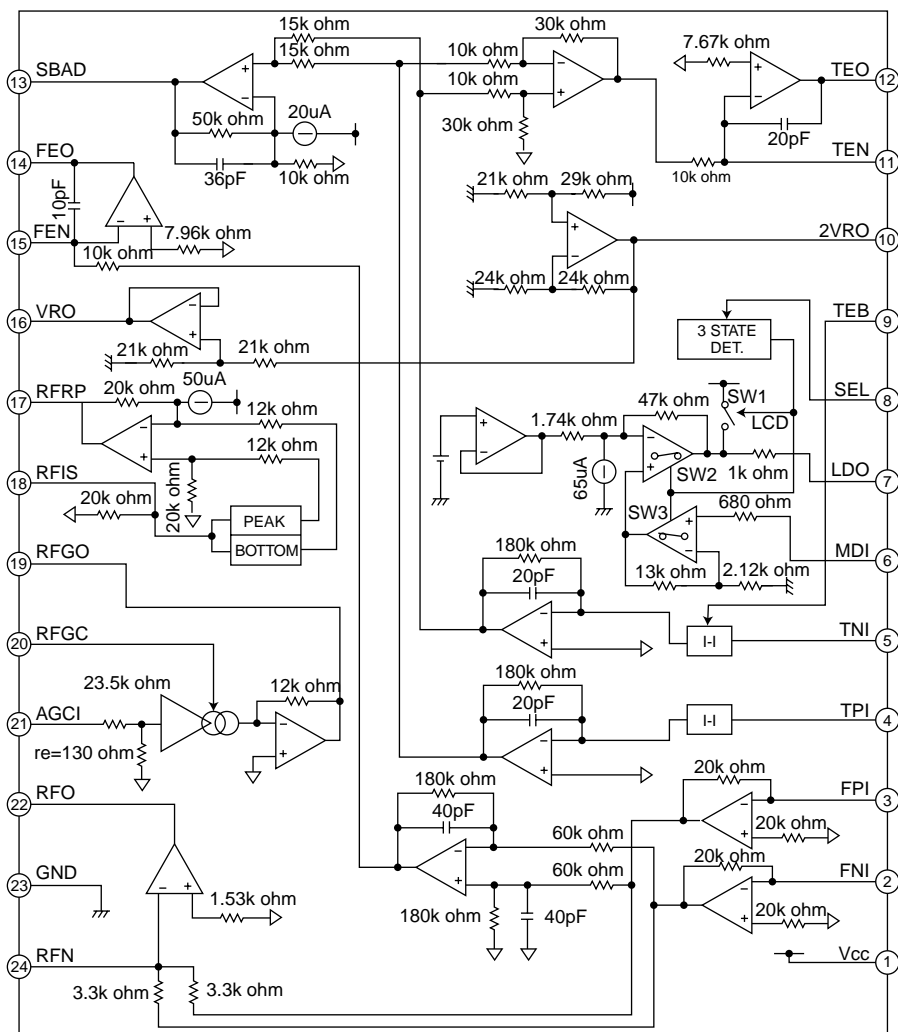 15k ohm
30k ohm
15k ohm
10k ohm
7.67k ohm
13 SBAD
+
−
−
+
+
−
TEO 12
10k ohm
50k ohm
20uA
30k ohm
20pF
14 FEO
36pF
10k ohm
10k ohm
TEN 11
10pF
− +
21k ohm
29k ohm
7.96k ohm
15 FEN
+
−
2VRO 10
10k ohm
24k ohm
24k ohm
16 VRO
−
+
TEB 9
21k ohm
21k ohm
3 STATE
DET.
50uA
17 RFRP
20k ohm
SEL 8
12k ohm
47k ohm
SW1
−
+
12k ohm
+
−
1.74k ohm
−
+
LCD
SW2
18 RFIS
65uA
1k ohm
LDO 7
20k ohm
20k ohm
SW3
680 ohm
PEAK
BOTTOM
+
−
MDI 6
19 RFGO
180k ohm
20pF
13k ohm
2.12k ohm
20 RFGC
−
+
I-I
TNI 5
23.5k ohm
12k ohm
180k ohm
20pF
21 AGCI
−
+
I-I
TPI 4
re=130 ohm
−
+
22 RFO
180k ohm
20k ohm
FPI 3
40pF
−
+
20k ohm
60k ohm
20k ohm
−
+
60k ohm
FNI 2
23 GND
− +
1.53k ohm
−
+
180k ohm
40pF
20k ohm
24 RFN
Vcc 1
3.3k ohm
3.3k ohm